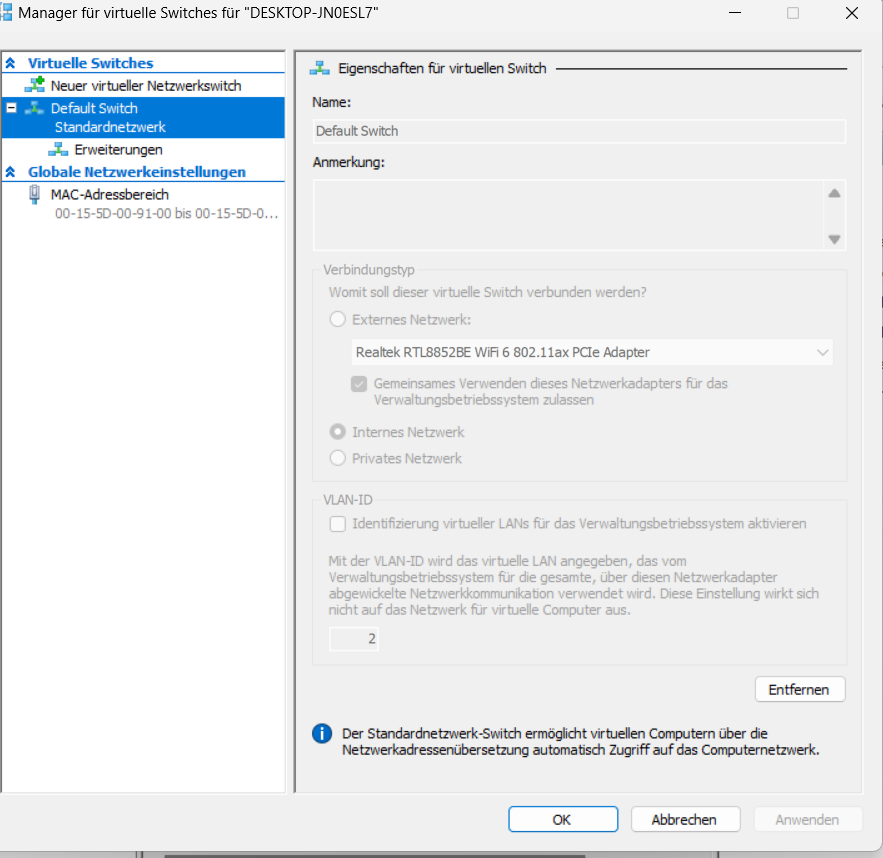 Manager für virtuelle Switches für "DESKTOP-JN0ESL7"
Virtuelle Switches
Neuer virtueller Netzwerkswitch
Default Switch
Standardnetzwerk
Erweiterungen
Globale Netzwerkeinstellungen
MAC-Adressbereich
00-15-5D-00-91-00 bis 00-15-5D-0...
Eigenschaften für virtuellen Switch
Name:
Default Switch
Anmerkung:
Verbindungstyp
Womit soll dieser virtuelle Switch verbunden werden?
Externes Netzwerk:
Realtek RTL8852BE WiFi 6 802.11ax PCIe Adapter
Gemeinsames Verwenden dieses Netzwerkadapters für das
Verwaltungsbetriebssystem zulassen
Internes Netzwerk
Privates Netzwerk
VLAN-ID
Identifizierung virtueller LANs für das Verwaltungsbetriebssystem aktivieren
Mit der VLAN-ID wird das virtuelle LAN angegeben, das vom
Verwaltungsbetriebssystem für die gesamte, über diesen Netzwerkadapter
abgewickelte Netzwerkkommunikation verwendet wird. Diese Einstellung wirkt sich
nicht auf das Netzwerk für virtuelle Computer aus.
2
Entfernen
Der Standardnetzwerk-Switch ermöglicht virtuellen Computern über die
Netzwerkadressenübersetzung automatisch Zugriff auf das Computernetzwerk.
OK
Abbrechen
Anwenden